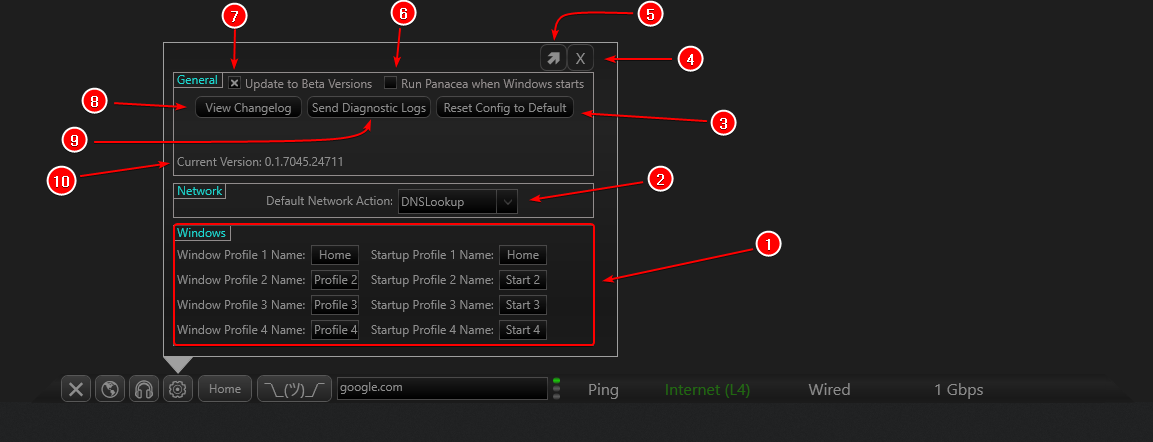 7
6
5
4
X
General
Update to Beta Versions
Run Panacea when Windows starts
8
View Changelog
Send Diagnostic Logs
Reset Config to Default
3
9
Current Version: 0.1.7045.24711
10
Network
2
Default Network Action:
DNSLookup
Windows
1
Window Profile 1 Name: Home Startup Profile 1 Name: Home
Window Profile 2 Name: Profile 2 Startup Profile 2 Name: Start 2
Window Profile 3 Name: Profile 3 Startup Profile 3 Name: Start 3
Window Profile 4 Name: Profile 4 Startup Profile 4 Name: Start 4
Home
¯\_(ツ)_/¯
google.com
Ping
Internet (L4)
Wired
1 Gbps